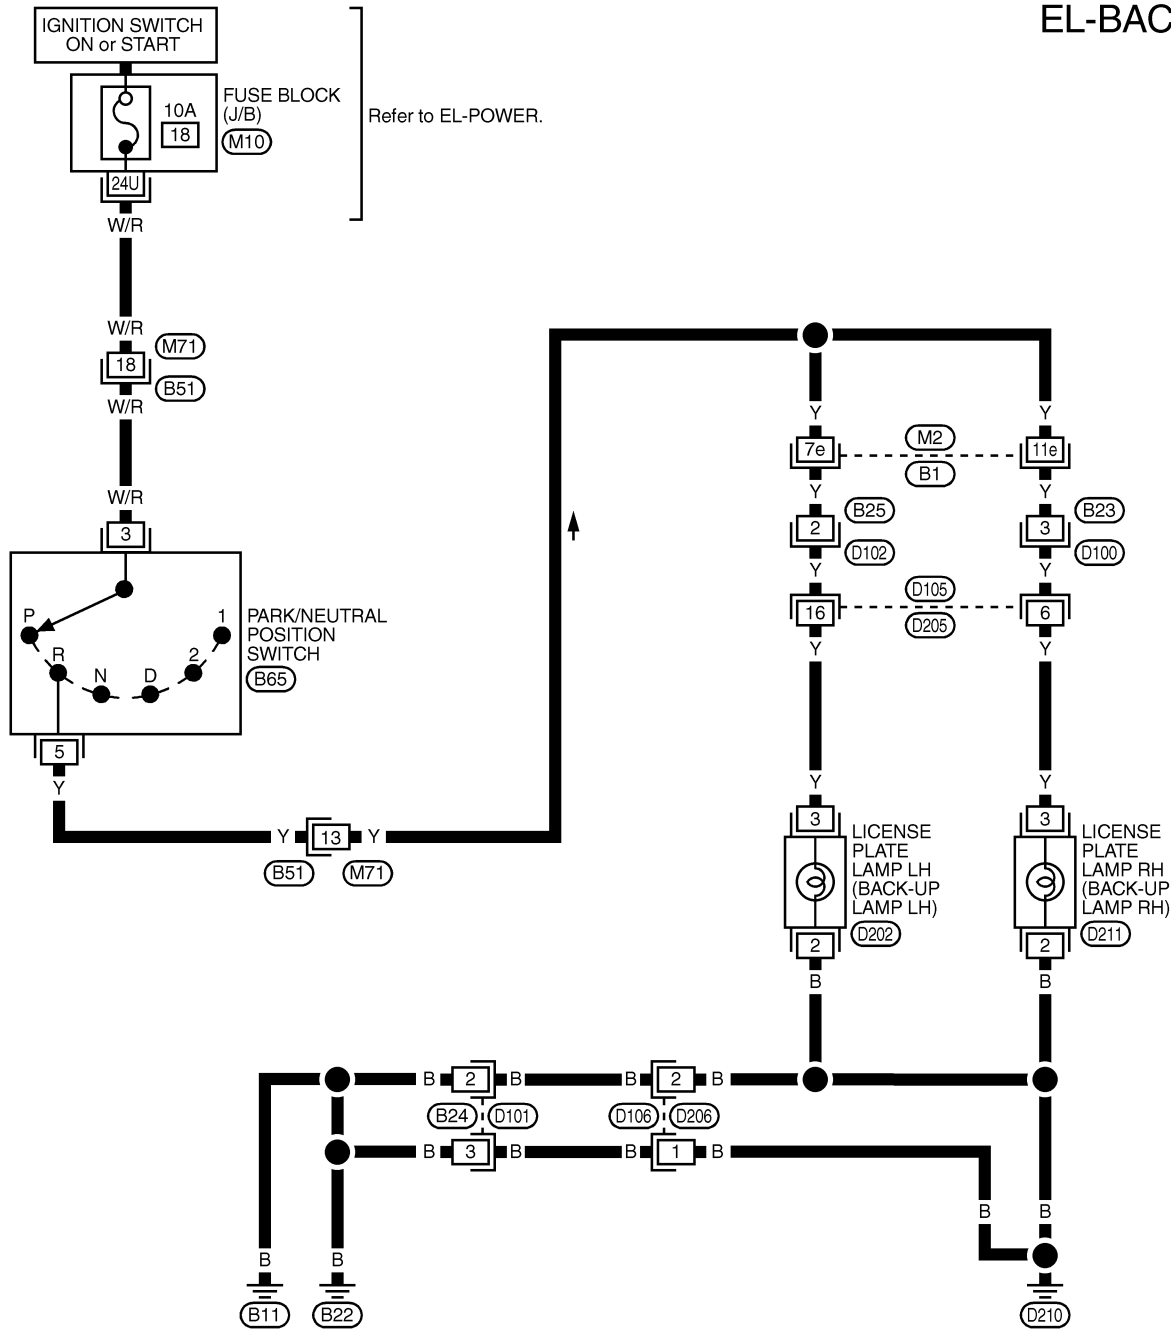 EL-BAC
IGNITION SWITCH
ON or START
FUSE BLOCK
(J/B)
10A
18
M10
Refer to EL-POWER.
24U
W/R
W/R
M71
18
B51
W/R
W/R
3
P
R
N
D
2
1
PARK/NEUTRAL
POSITION
SWITCH
B65
5
Y
Y
13
Y
B51
M71
Y
Y
7e
M2
11e
B1
Y
Y
B25
B23
2
3
D102
D100
Y
Y
D105
16
6
D205
Y
Y
Y
Y
3
3
LICENSE
PLATE
LAMP LH
(BACK-UP
LAMP LH)
D202
LICENSE
PLATE
LAMP RH
(BACK-UP
LAMP RH)
D211
2
2
B
B
B
2
B
B
2
B
B24
D101
D106
D206
B
3
B
B
1
B
B
B
B
B
B11
B22
D210